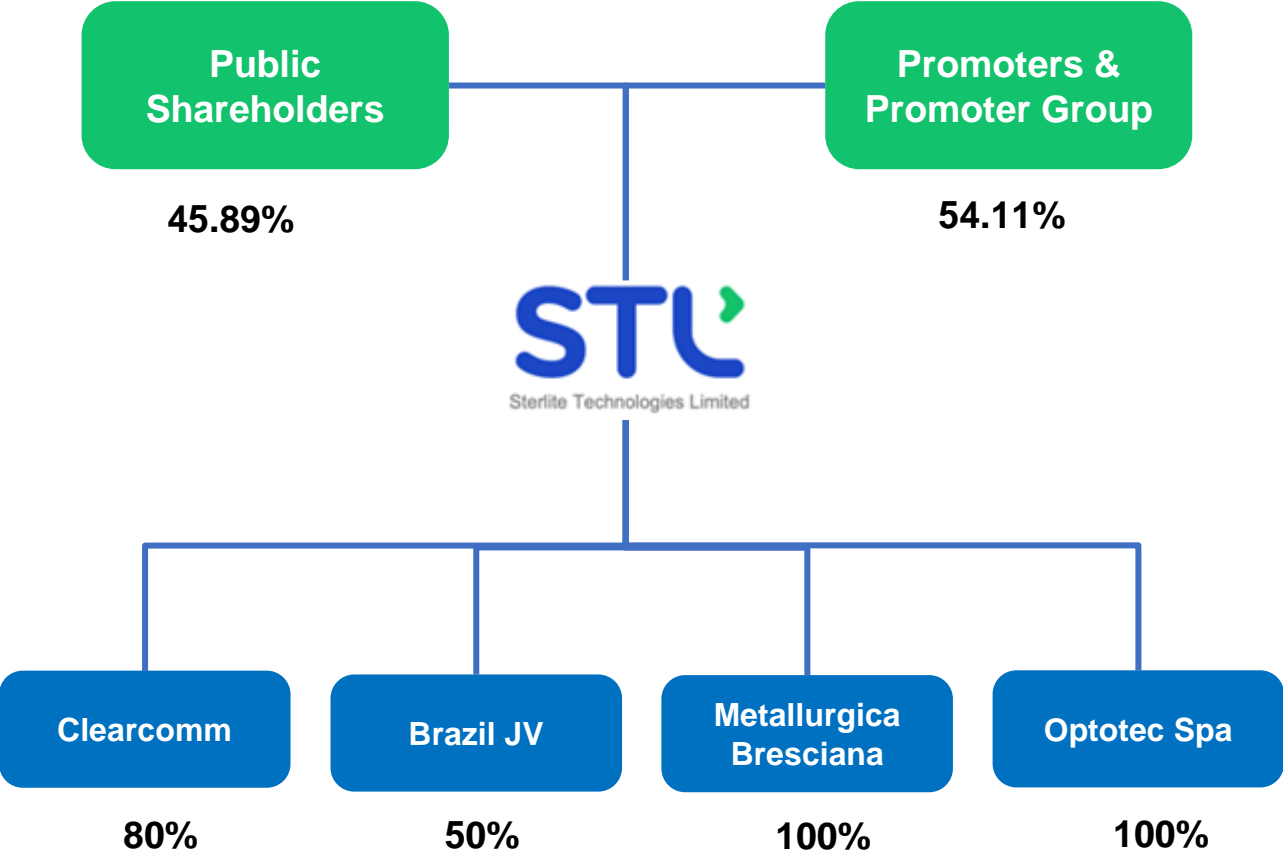 Public
Shareholders
Promoters &
Promoter Group
45.89%
54.11%
STL
Sterlite Technologies Limited
Clearcomm
Brazil JV
Metallurgica
Bresciana
Optotec Spa
80%
50%
100%
100%